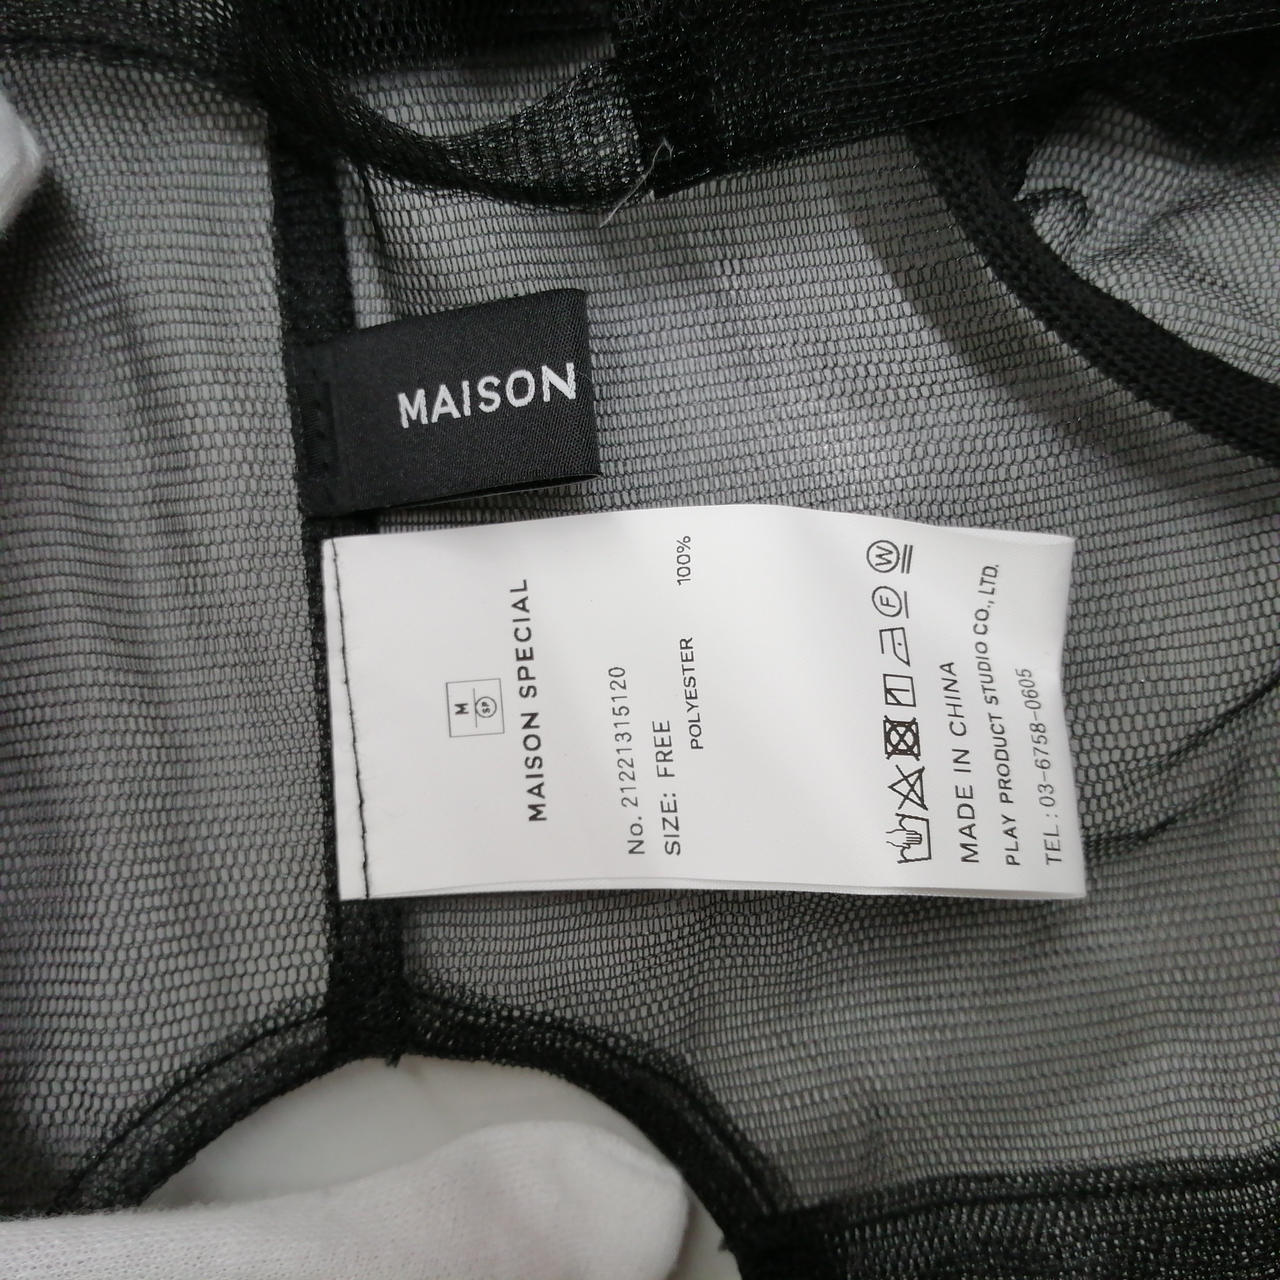 MAISON
M
SP
MAISON SPECIAL
No. 21221315120
SIZE: FREE
POLYESTER 100%
F W
MADE IN CHINA
PLAY PRODUCT STUDIO CO., LTD.
TEL : 03-6758-0605